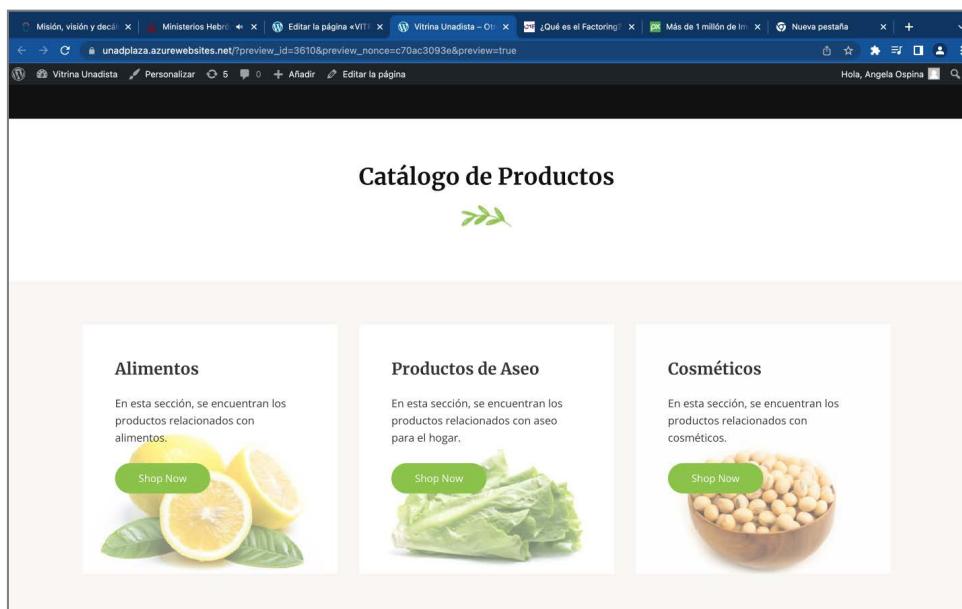 Misión, visión y decál
Ministerios Hebró
Editar la página «VITR
Vitrina Unadista – Otr
¿Qué es el Factoring?
Más de 1 millón de Im
Nueva pestaña
unadplaza.azurewebsites.net/?preview_id=3610&preview_nonce=c70ac3093e&preview=true
Vitrina Unadista Personalizar 5 0 + Añadir Editar la página Hola, Angela Ospina
Catálogo de Productos
Alimentos
En esta sección, se encuentran los
productos relacionados con
alimentos.
Shop Now
Productos de Aseo
En esta sección, se encuentran los
productos relacionados con aseo
para el hogar.
Shop Now
Cosméticos
En esta sección, se encuentran los
productos relacionados con
cosméticos.
Shop Now